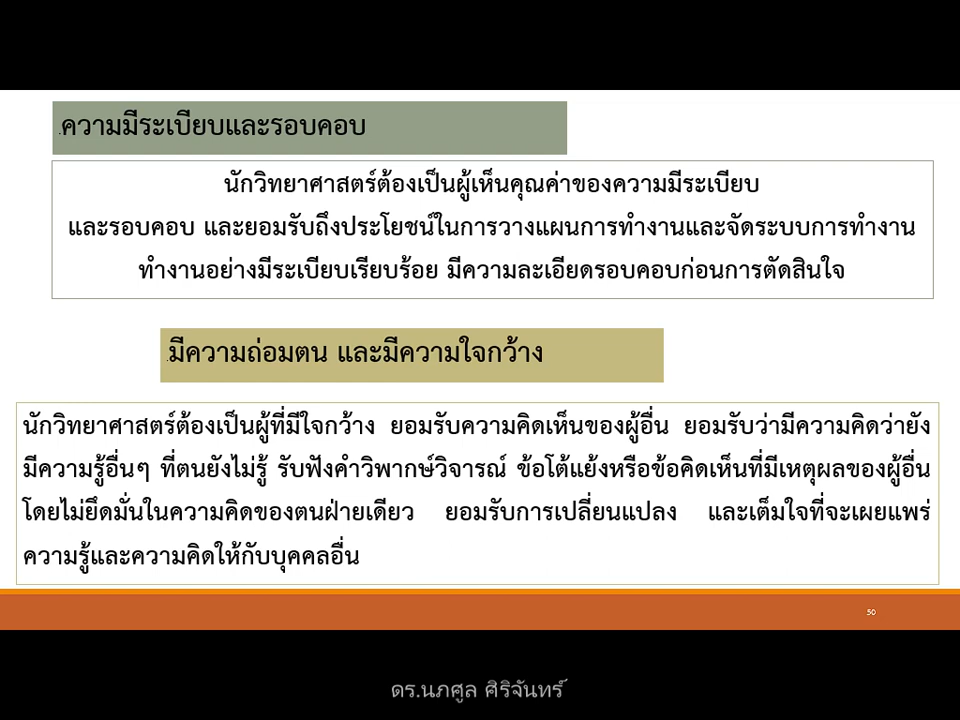 ความมีระเบียบและรอบคอบ
นักวิทยาศาสตร์ต้องเป็นผู้เห็นคุณค่าของความมีระเบียบ
และรอบคอบ และยอมรับถึงประโยชน์ในการวางแผนการทำงานและจัดระบบการทำงาน
ทำงานอย่างมีระเบียบเรียบร้อย มีความละเอียดรอบคอบก่อนการตัดสินใจ
มีความถ่อมตน และมีความใจกว้าง
นักวิทยาศาสตร์ต้องเป็นผู้ที่มีใจกว้าง ยอมรับความคิดเห็นของผู้อื่น ยอมรับว่ามีความคิดว่ายัง
มีความรู้อื่นๆ ที่ตนยังไม่รู้ รับฟังคำวิพากษ์วิจารณ์ ข้อโต้แย้งหรือข้อคิดเห็นที่มีเหตุผลของผู้อื่น
โดยไม่ยึดมั่นในความคิดของตนฝ่ายเดียว ยอมรับการเปลี่ยนแปลง และเต็มใจที่จะเผยแพร่
ความรู้และความคิดให้กับบุคคลอื่น
50
ดร.นภศูล ศิริจันทร์